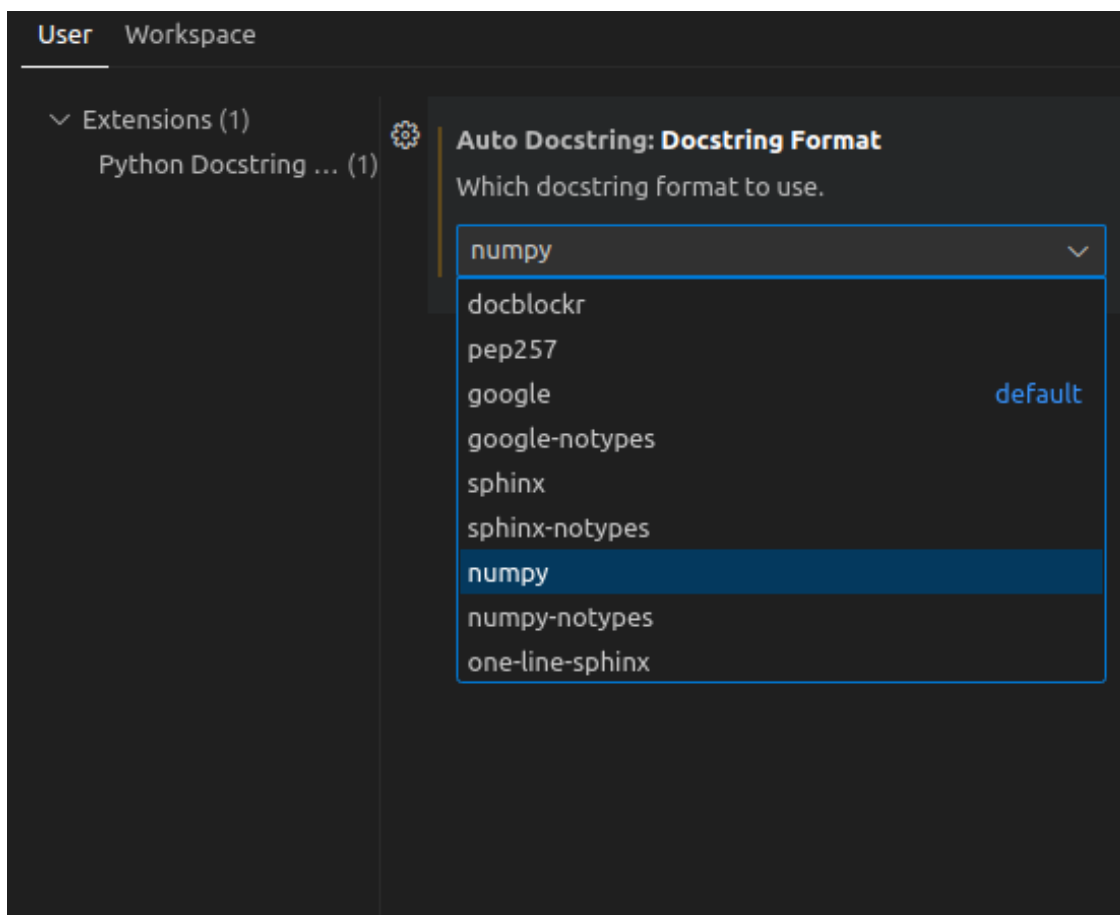 User Workspace
Extensions (1)
Python Docstring ... (1)
Auto Docstring: Docstring Format
Which docstring format to use.
numpy
docblockr
pep257
google default
google-notypes
sphinx
sphinx-notypes
numpy
numpy-notypes
one-line-sphinx